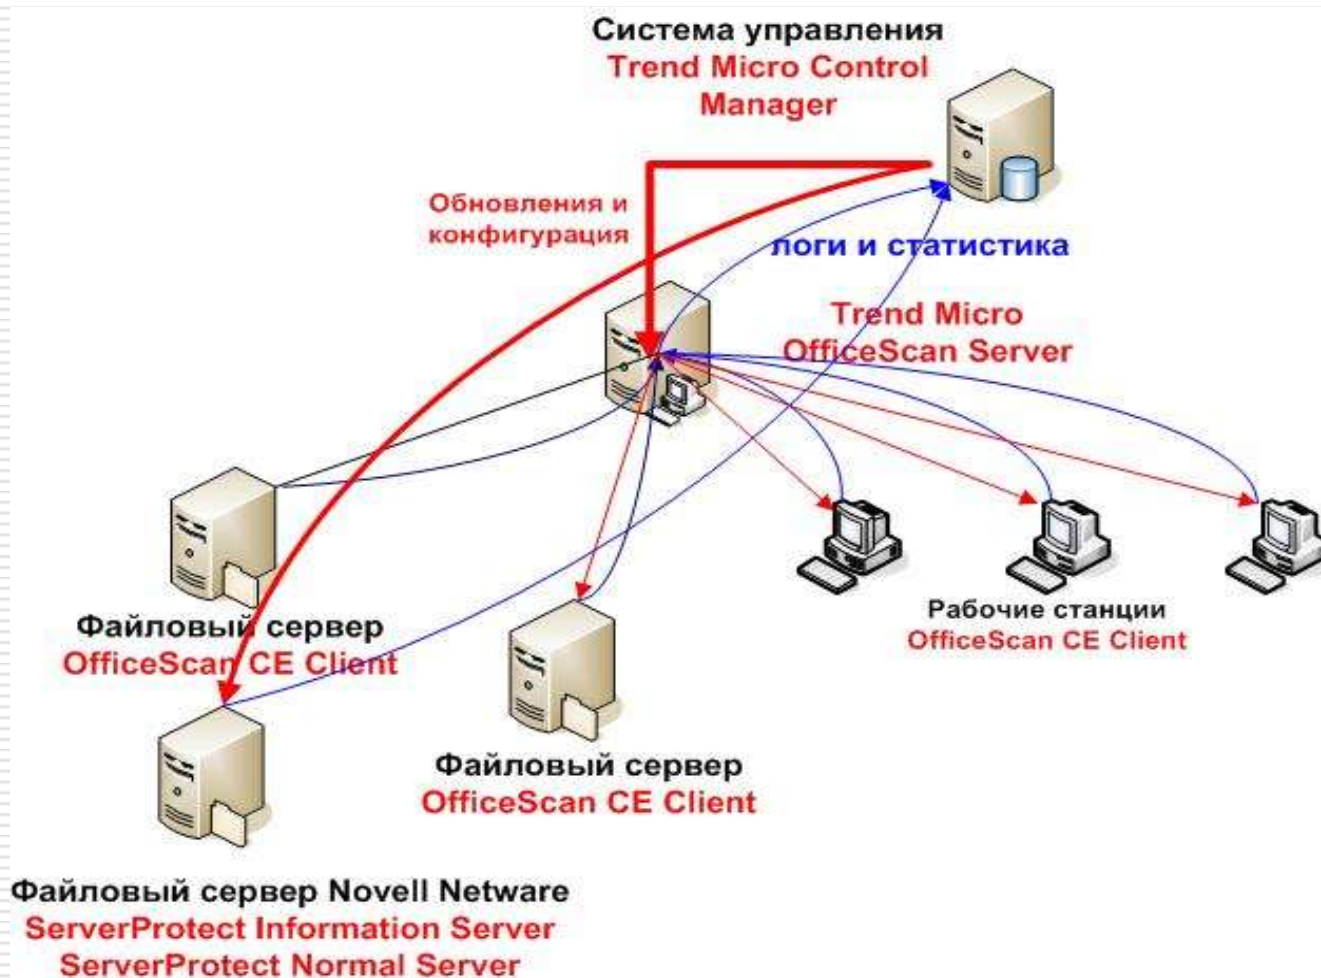 Система управления
Trend Micro Control
Manager
Обновления и
конфигурация
логи и статистика
Trend Micro
OfficeScan Server
Файловый сервер
OfficeScan CE Client
Рабочие станции
OfficeScan CE Client
Файловый сервер
OfficeScan CE Client
Файловый сервер Novell Netware
ServerProtect Information Server
ServerProtect Normal Server